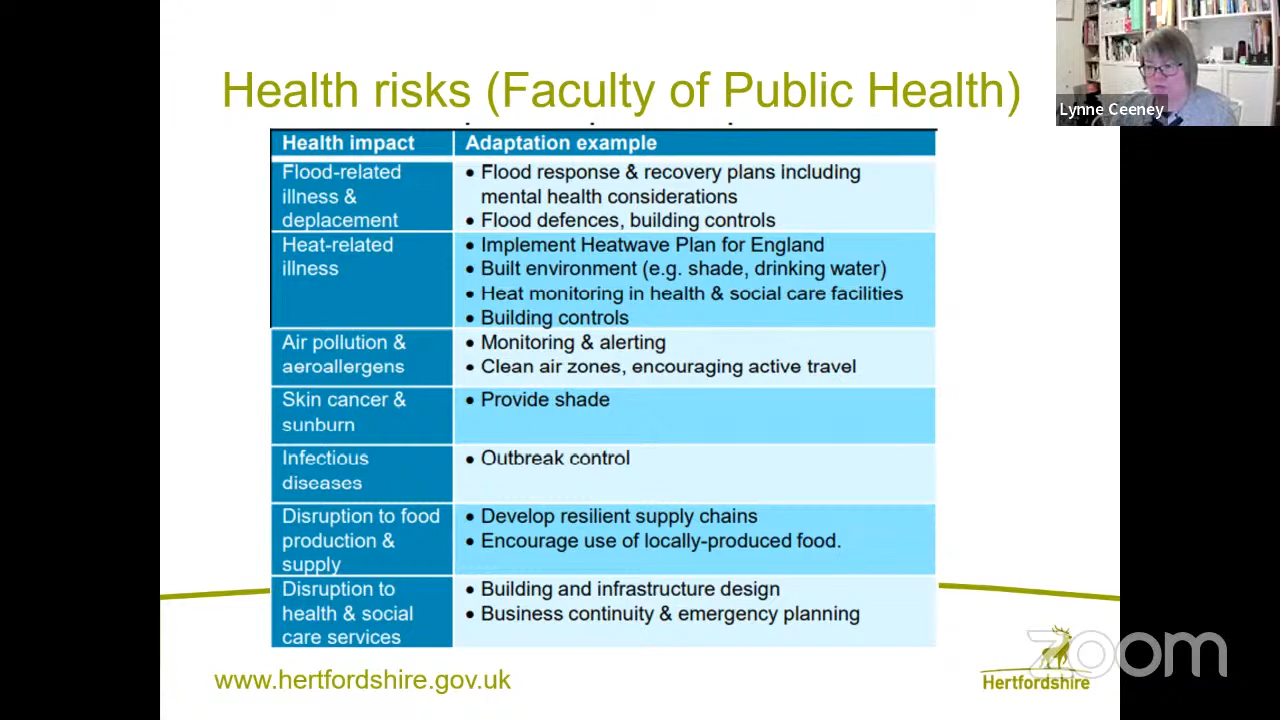 Health risks (Faculty of Public Health)
Lynne Ceeney
Health impact
Adaptation example
Flood-related
illness &
deplacement
• Flood response & recovery plans including
mental health considerations
• Flood defences, building controls
Heat-related
illness
• Implement Heatwave Plan for England
• Built environment (e.g. shade, drinking water)
• Heat monitoring in health & social care facilities
• Building controls
Air pollution &
aeroallergens
• Monitoring & alerting
• Clean air zones, encouraging active travel
Skin cancer &
sunburn
• Provide shade
Infectious
diseases
• Outbreak control
Disruption to food
production &
supply
• Develop resilient supply chains
• Encourage use of locally-produced food.
Disruption to
health & social
care services
• Building and infrastructure design
• Business continuity & emergency planning
www.hertfordshire.gov.uk
zoom
Hertfordshire